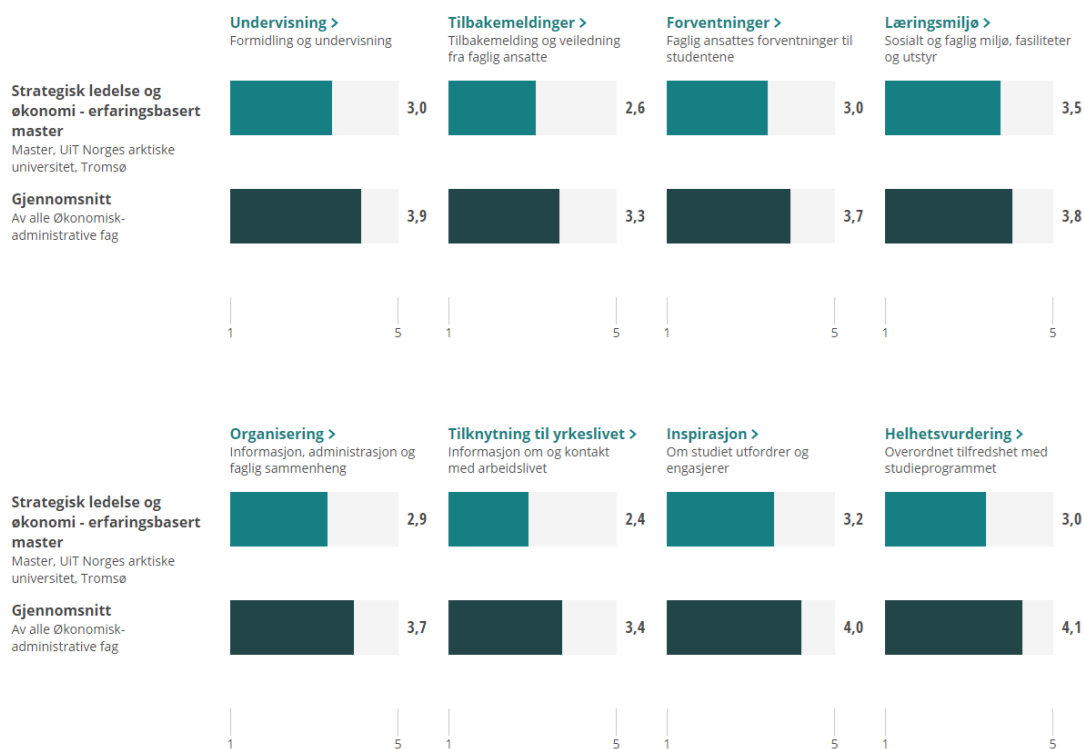 Undervisning >
Formidling og undervisning
Tilbakemeldinger >
Tilbakemelding og veiledning
fra faglig ansatte
Forventninger >
Faglig ansattes forventninger til
studentene
Læringsmiljø >
Sosialt og faglig miljø, fasiliteter
og utstyr
Strategisk ledelse og
økonomi - erfaringsbasert
master
Master, UiT Norges arktiske
universitet, Tromsø
3,0
2,6
3,0
3,5
Gjennomsnitt
Av alle Økonomisk-
administrative fag
3,9
3,3
3,7
3,8
1 5
1 5
1 5
1 5
Organisering >
Informasjon, administrasjon og
faglig sammenheng
Tilknytning til yrkeslivet >
Informasjon om og kontakt
med arbeidslivet
Inspirasjon >
Om studiet utfordrer og
engasjerer
Helhetsvurdering >
Overordnet tilfredshet med
studieprogrammet
Strategisk ledelse og
økonomi - erfaringsbasert
master
Master, UiT Norges arktiske
universitet, Tromsø
2,9
2,4
3,2
3,0
Gjennomsnitt
Av alle Økonomisk-
administrative fag
3,7
3,4
4,0
4,1
1 5
1 5
1 5
1 5